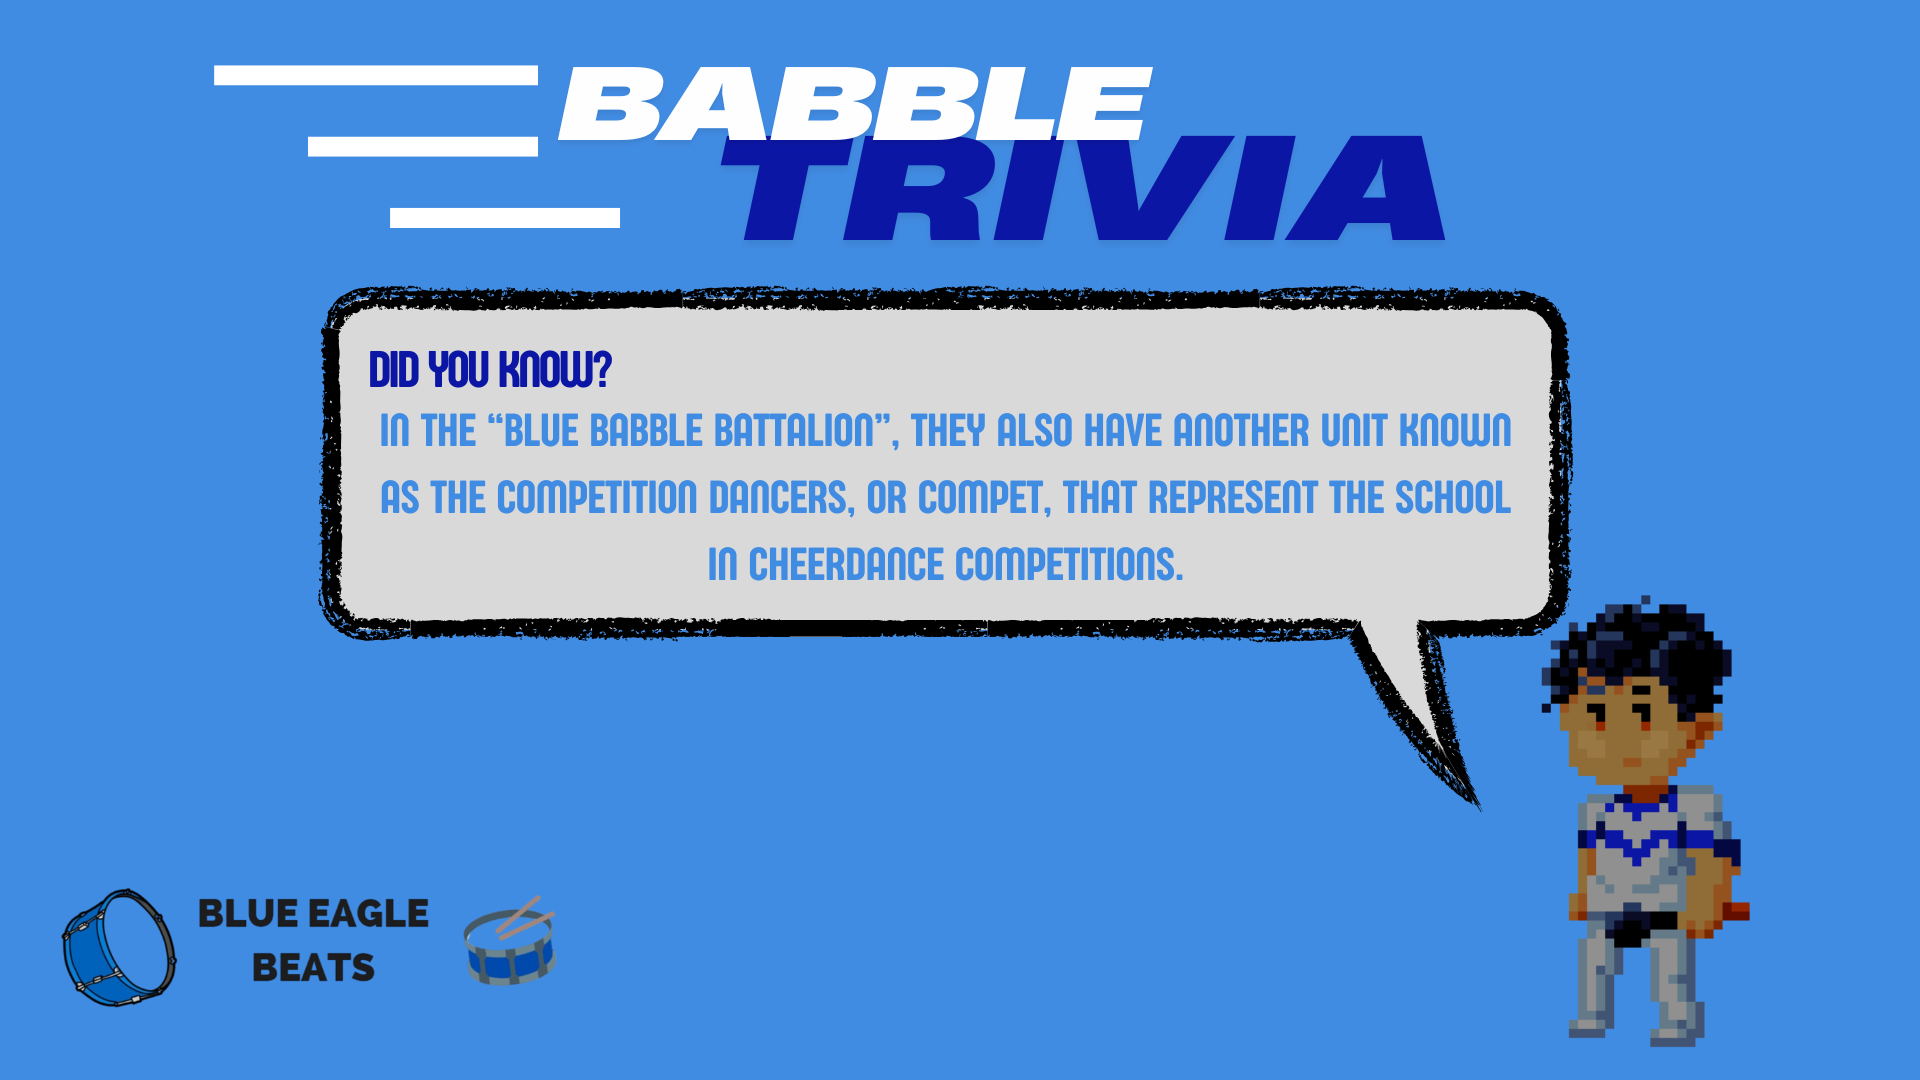 BABBLE
TRIVIA
DID YOU KNOW?
IN THE “BLUE BABBLE BATTALION”, THEY ALSO HAVE ANOTHER UNIT KNOWN
AS THE COMPETITION DANCERS, OR COMPET, THAT REPRESENT THE SCHOOL
IN CHEERDANCE COMPETITIONS.
BLUE EAGLE
BEATS